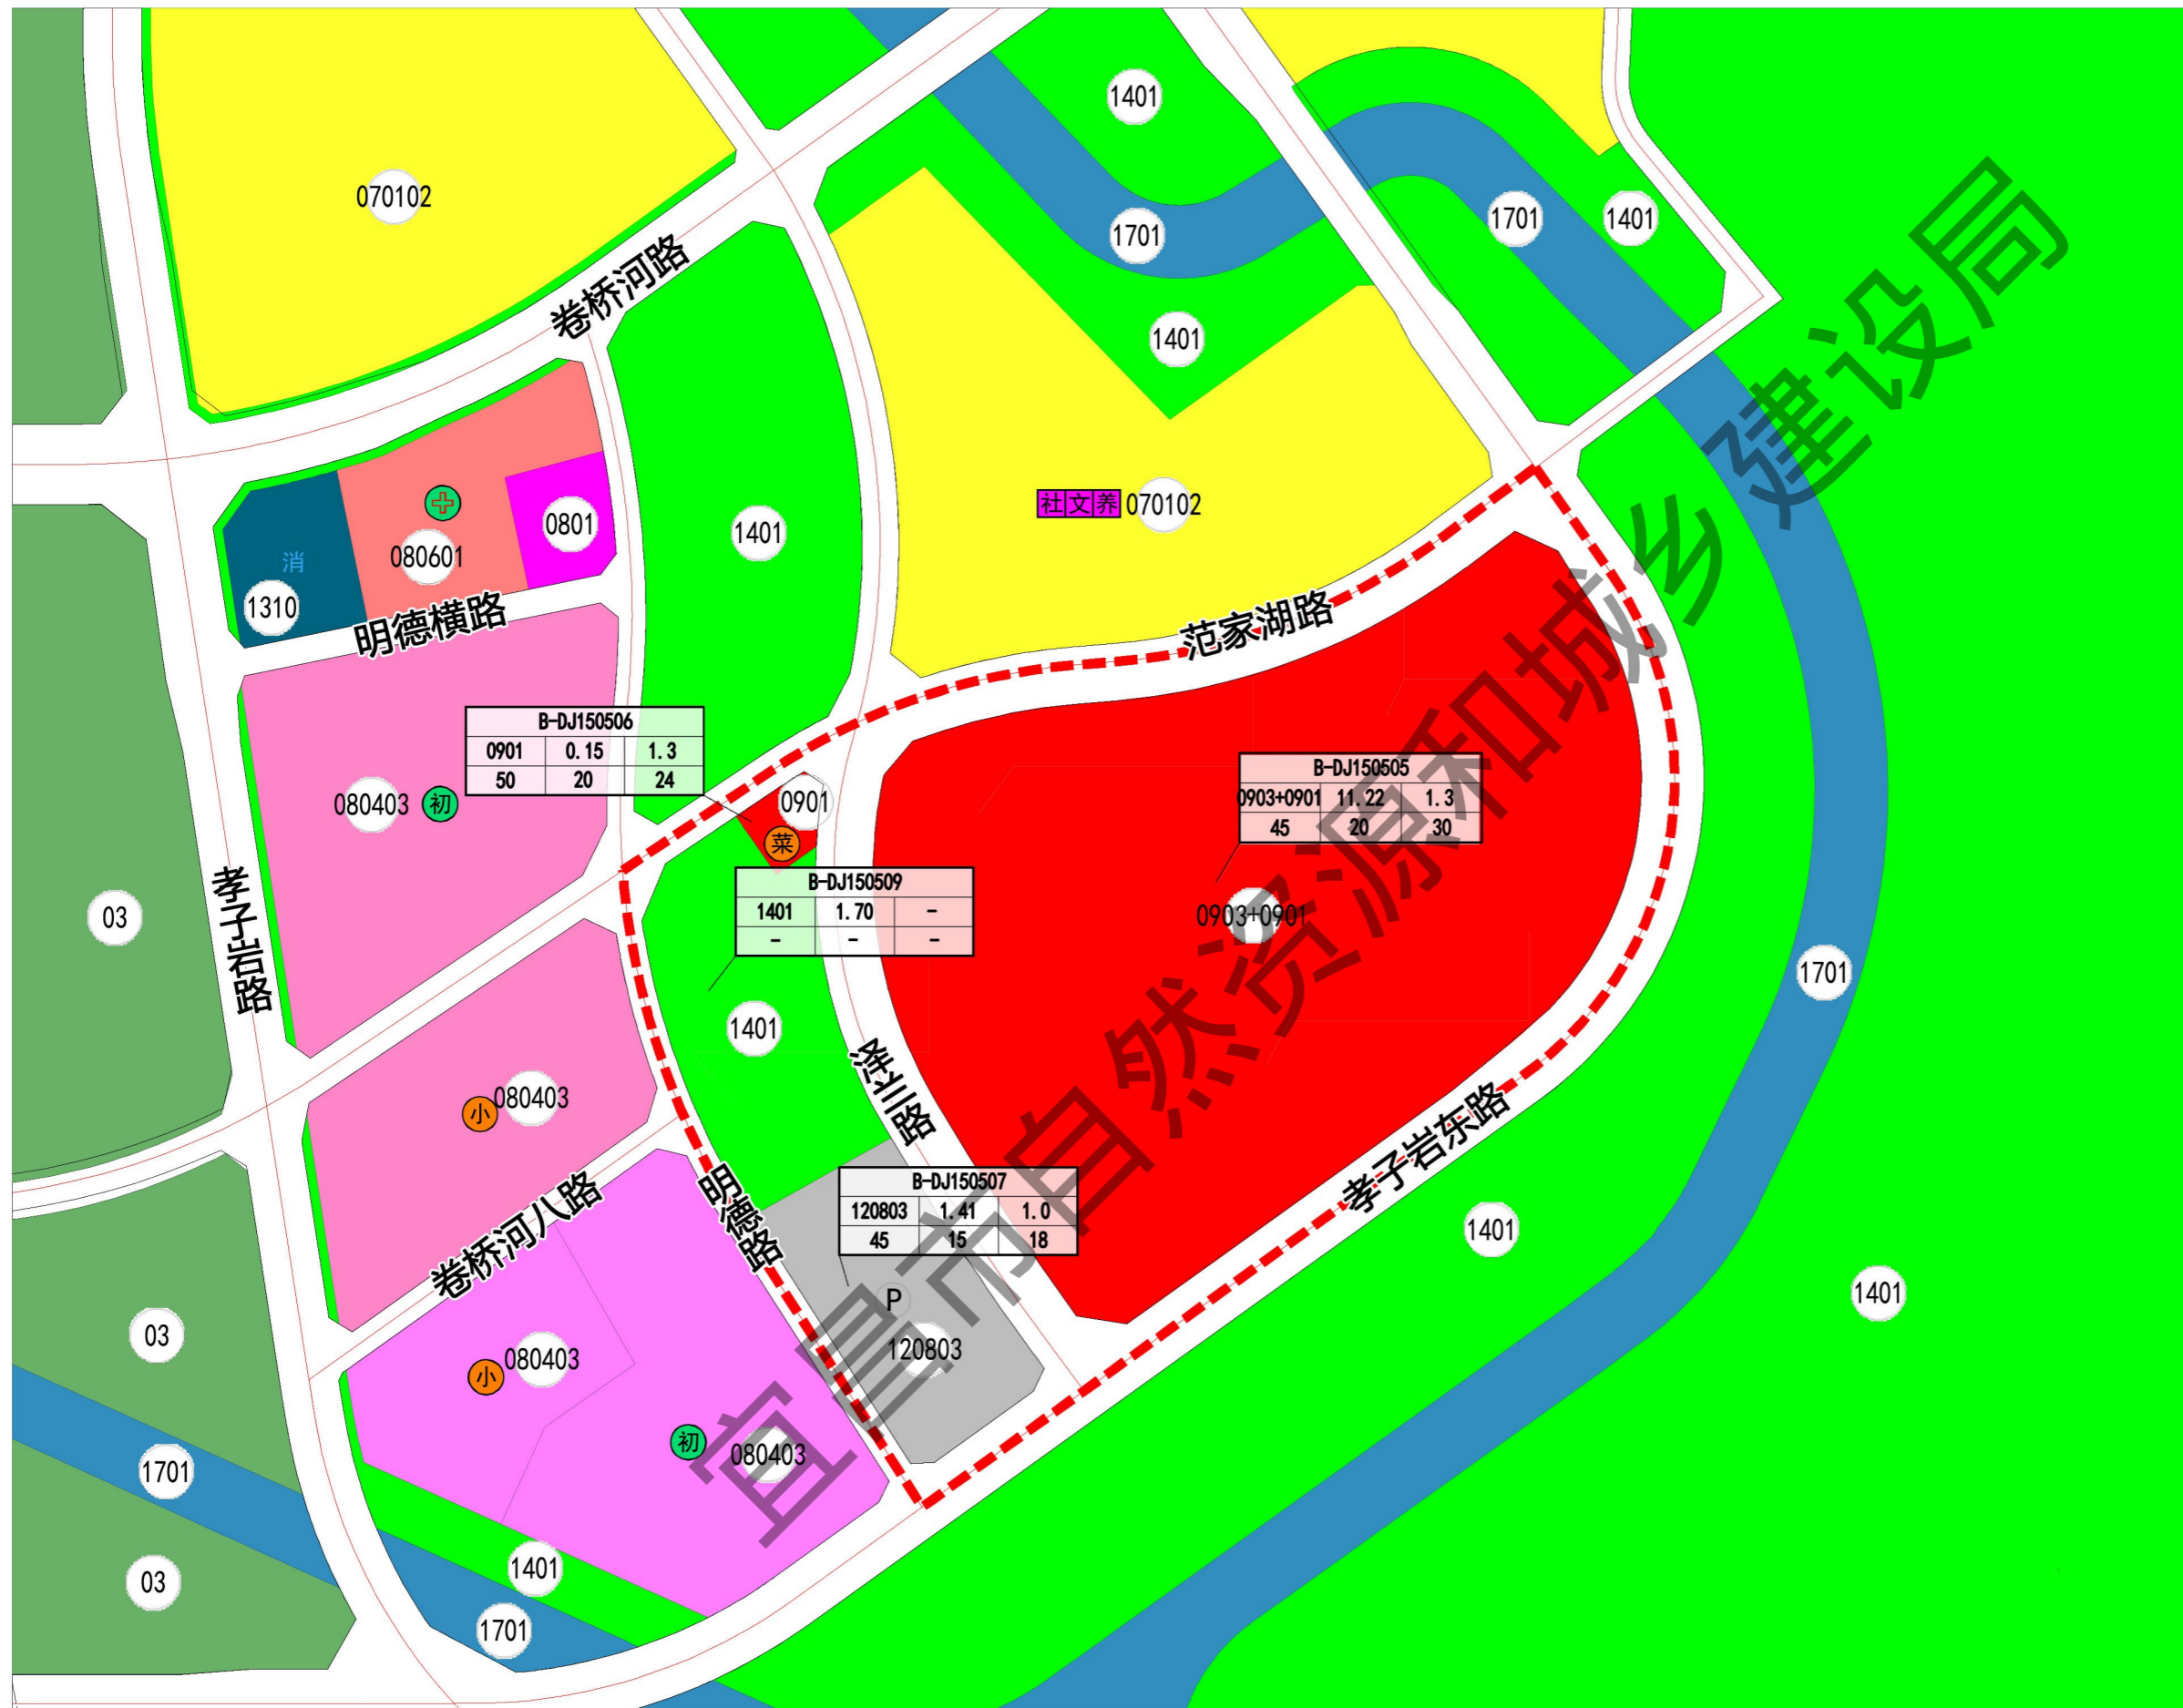 1401
070102
1701
1701
1401
卷桥河路
1401
社文养 070102
0801
1401
080601
消
1310
明德横路
范家湖路
B-DJ150506
0901 0.15 1.3
50 20 24
B-DJ150505
0903+0901 11.22 1.3
45 20 30
0901
菜
080403 初
B-DJ150509
1401 1.70 -
- - -
03
孝子岩路
0903+0901
1701
1401
泽兰路
小 080403
孝子岩东路
明德路
B-DJ150507
120803 1.41 1.0
45 15 18
卷桥河八路
1401
1401
P
120803
03
小 080403
初 080403
1701
1401
03
1701
宜昌市自然资源和城乡建设局